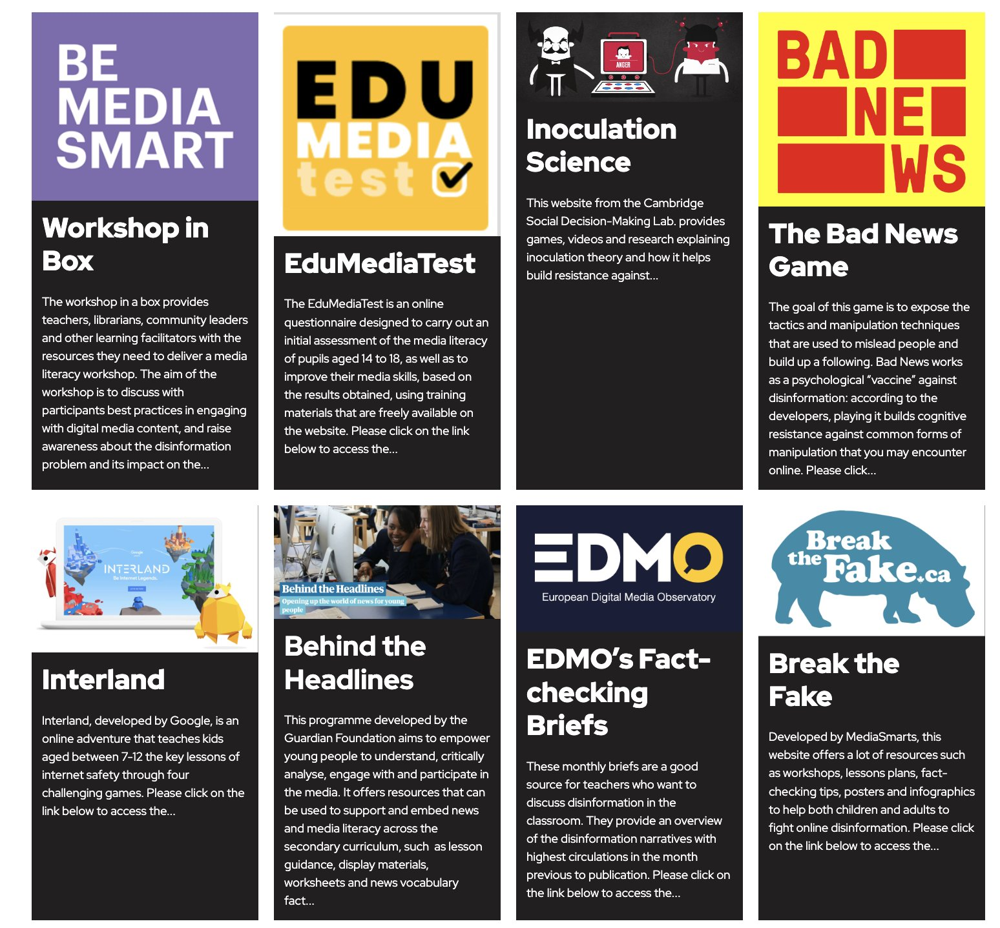 BE
MEDIA
SMART
Workshop in
Box
The workshop in a box provides
teachers, librarians, community leaders
and other learning facilitators with the
resources they need to deliver a media
literacy workshop. The aim of the
workshop is to discuss with
participants best practices in engaging
with digital media content, and raise
awareness about the disinformation
problem and its impact on the...
EDU
MEDIA
test
EduMediaTest
The EduMediaTest is an online
questionnaire designed to carry out an
initial assessment of the media literacy
of pupils aged 14 to 18, as well as to
improve their media skills, based on
the results obtained, using training
materials that are freely available on
the website. Please click on the link
below to access the...
ANGER
Inoculation
Science
This website from the Cambridge
Social Decision-Making Lab. provides
games, videos and research explaining
inoculation theory and how it helps
build resistance against...
BAD
NE
WS
The Bad News
Game
The goal of this game is to expose the
tactics and manipulation techniques
that are used to mislead people and
build up a following. Bad News works
as a psychological “vaccine” against
disinformation: according to the
developers, playing it builds cognitive
resistance against common forms of
manipulation that you may encounter
online. Please click...
Google
INTERLAND
Be Internet Legends.
Interland
Interland, developed by Google, is an
online adventure that teaches kids
aged between 7-12 the key lessons of
internet safety through four
challenging games. Please click on the
link below to access the...
Behind the Headlines
Opening up the world of news for young
people
Behind the
Headlines
This programme developed by the
Guardian Foundation aims to empower
young people to understand, critically
analyse, engage with and participate in
the media. It offers resources that can
be used to support and embed news
and media literacy across the
secondary curriculum, such  as lesson
guidance, display materials,
worksheets and news vocabulary
fact...
EDMO
European Digital Media Observatory
EDMO’s Fact-
checking
Briefs
These monthly briefs are a good
source for teachers who want to
discuss disinformation in the
classroom. They provide an overview
of the disinformation narratives with
highest circulations in the month
previous to publication. Please click on
the link below to access the...
Break
the Fake.ca
Break the
Fake
Developed by MediaSmarts, this
website offers a lot of resources such
as workshops, lessons plans, fact-
checking tips, posters and infographics
to help both children and adults to
fight online disinformation. Please click
on the link below to access the...